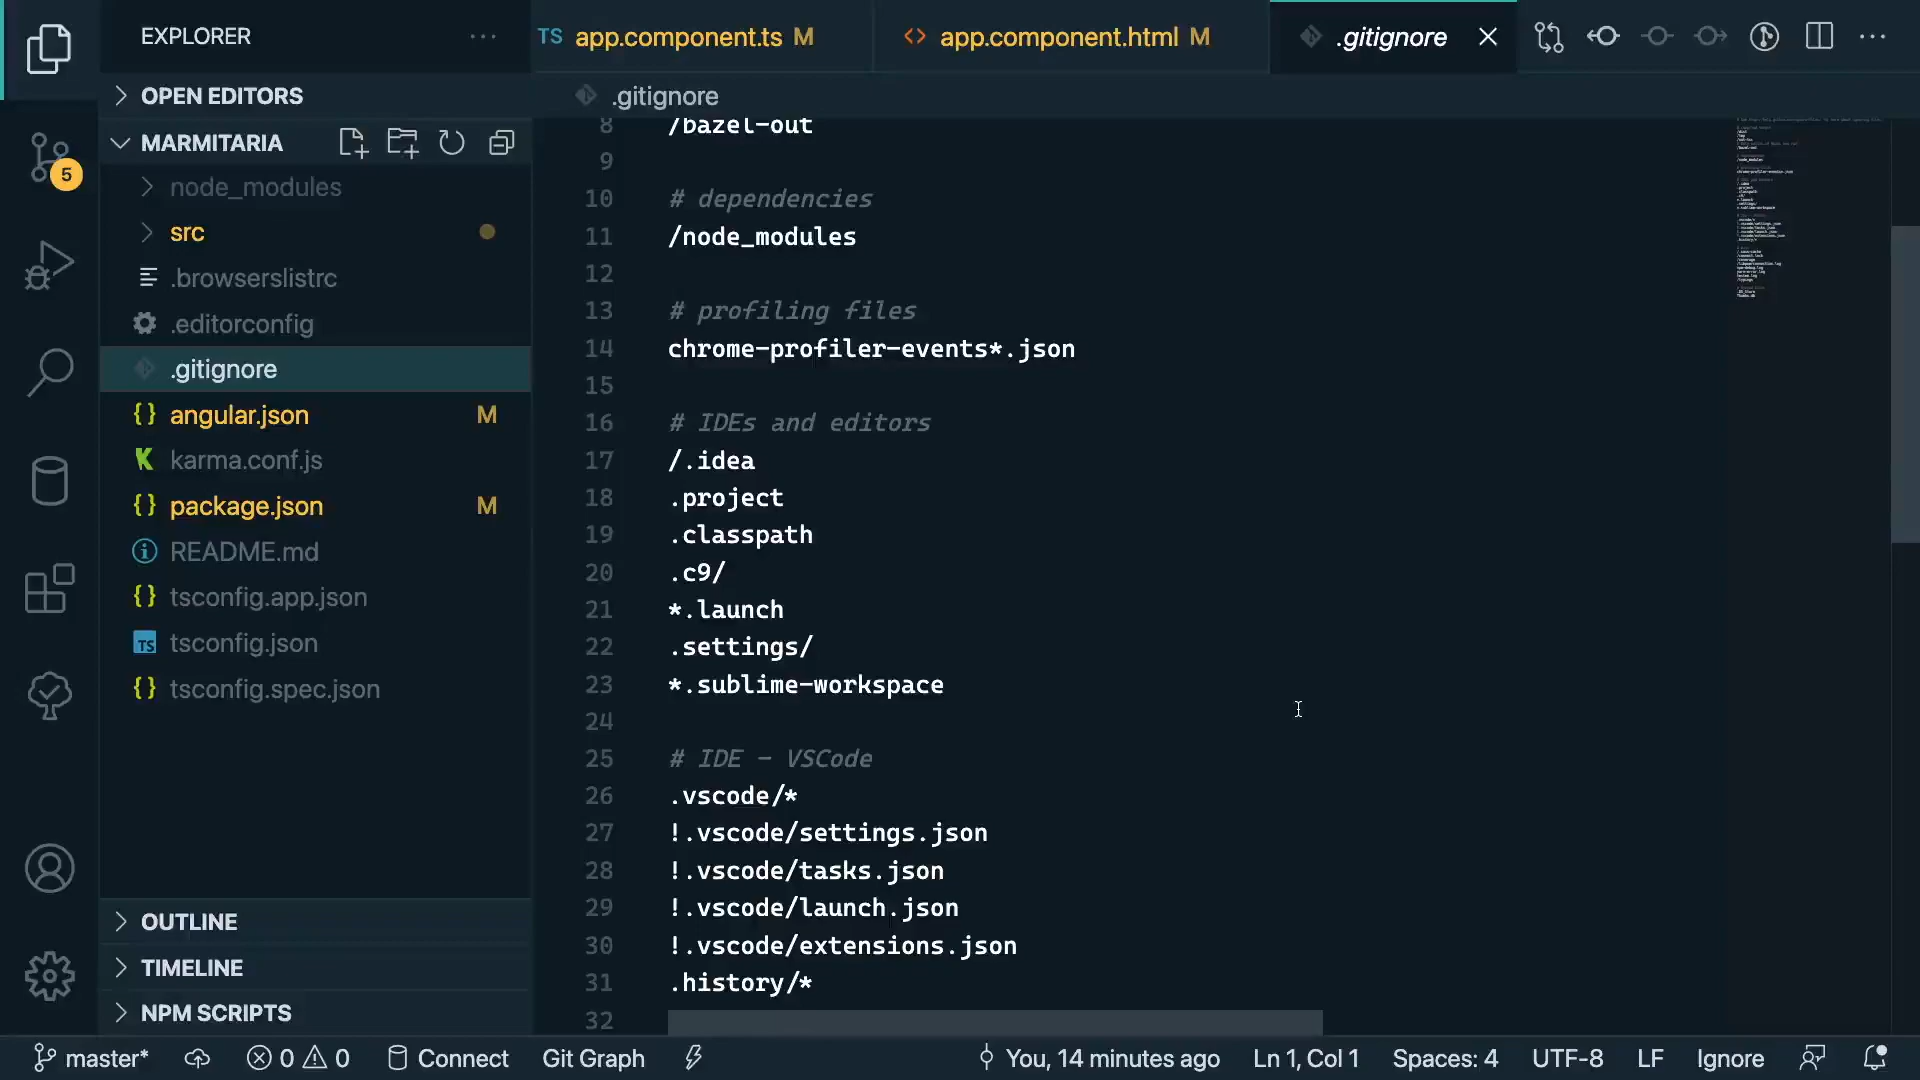 EXPLORER
TS app.component.ts M
<> app.component.html M
.gitignore
OPEN EDITORS
.gitignore
MARMITARIA
node_modules
src
.browserslistrc
.editorconfig
.gitignore
{} angular.json M
karma.conf.js
{} package.json M
README.md
{} tsconfig.app.json
TS tsconfig.json
{} tsconfig.spec.json
5
OUTLINE
TIMELINE
NPM SCRIPTS
8 /bazel-out
9
10 # dependencies
11 /node_modules
12
13 # profiling files
14 chrome-profiler-events*.json
15
16 # IDEs and editors
17 /.idea
18 .project
19 .classpath
20 .c9/
21 *.launch
22 .settings/
23 *.sublime-workspace
24
25 # IDE - VSCode
26 .vscode/*
27 !.vscode/settings.json
28 !.vscode/tasks.json
29 !.vscode/launch.json
30 !.vscode/extensions.json
31 .history/*
32
master* 0 0 Connect Git Graph You, 14 minutes ago Ln 1, Col 1 Spaces: 4 UTF-8 LF Ignore